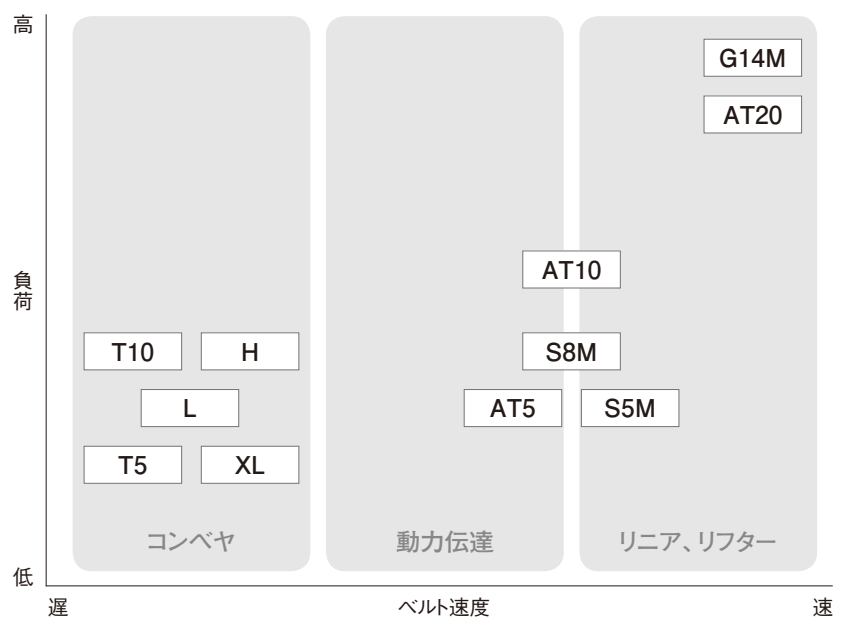 高
G14M
AT20
負荷
AT10
T10
H
S8M
L
AT5
S5M
T5
XL
コンベヤ
動力伝達
リニア、リフター
低
遅
ベルト速度
速